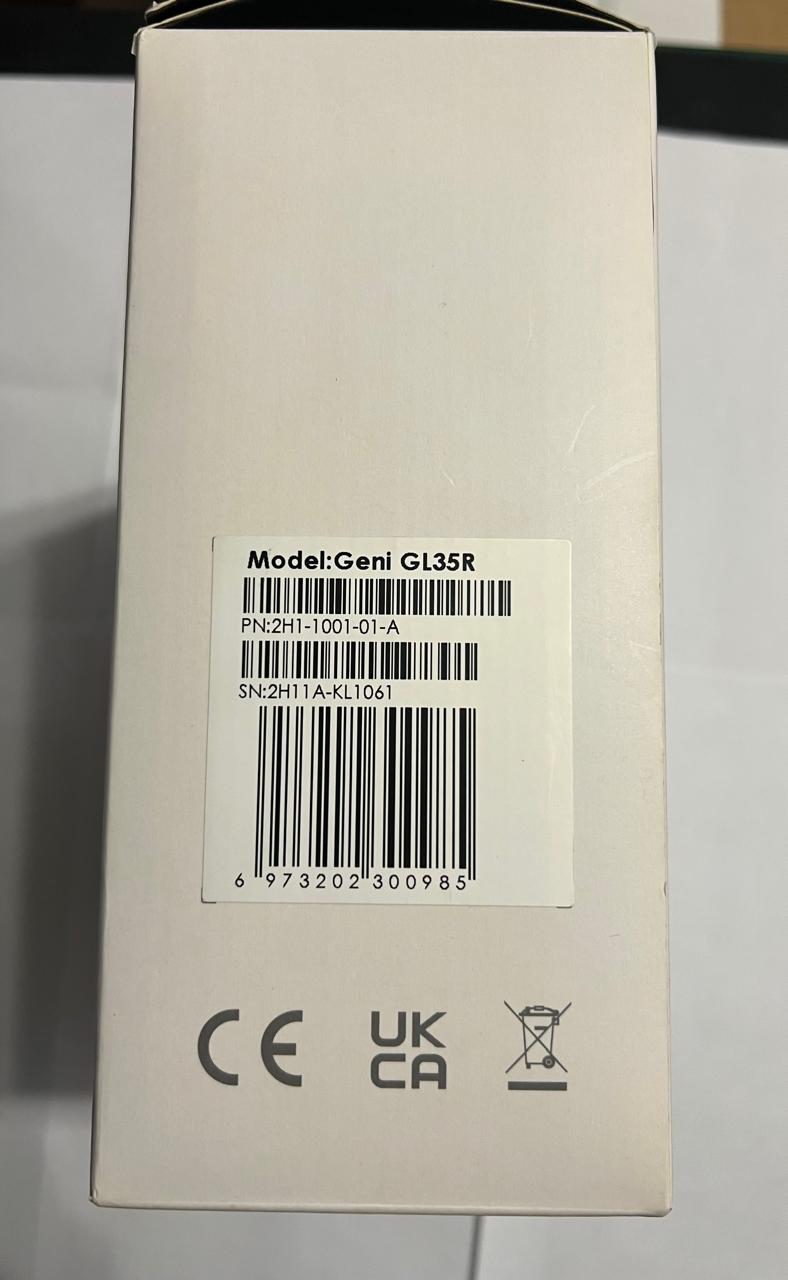 Model:Geni GL35R
PN:2H1-1001-01-A
SN:2H11A-KL1061
6 973202 300985
CE
UK
CA